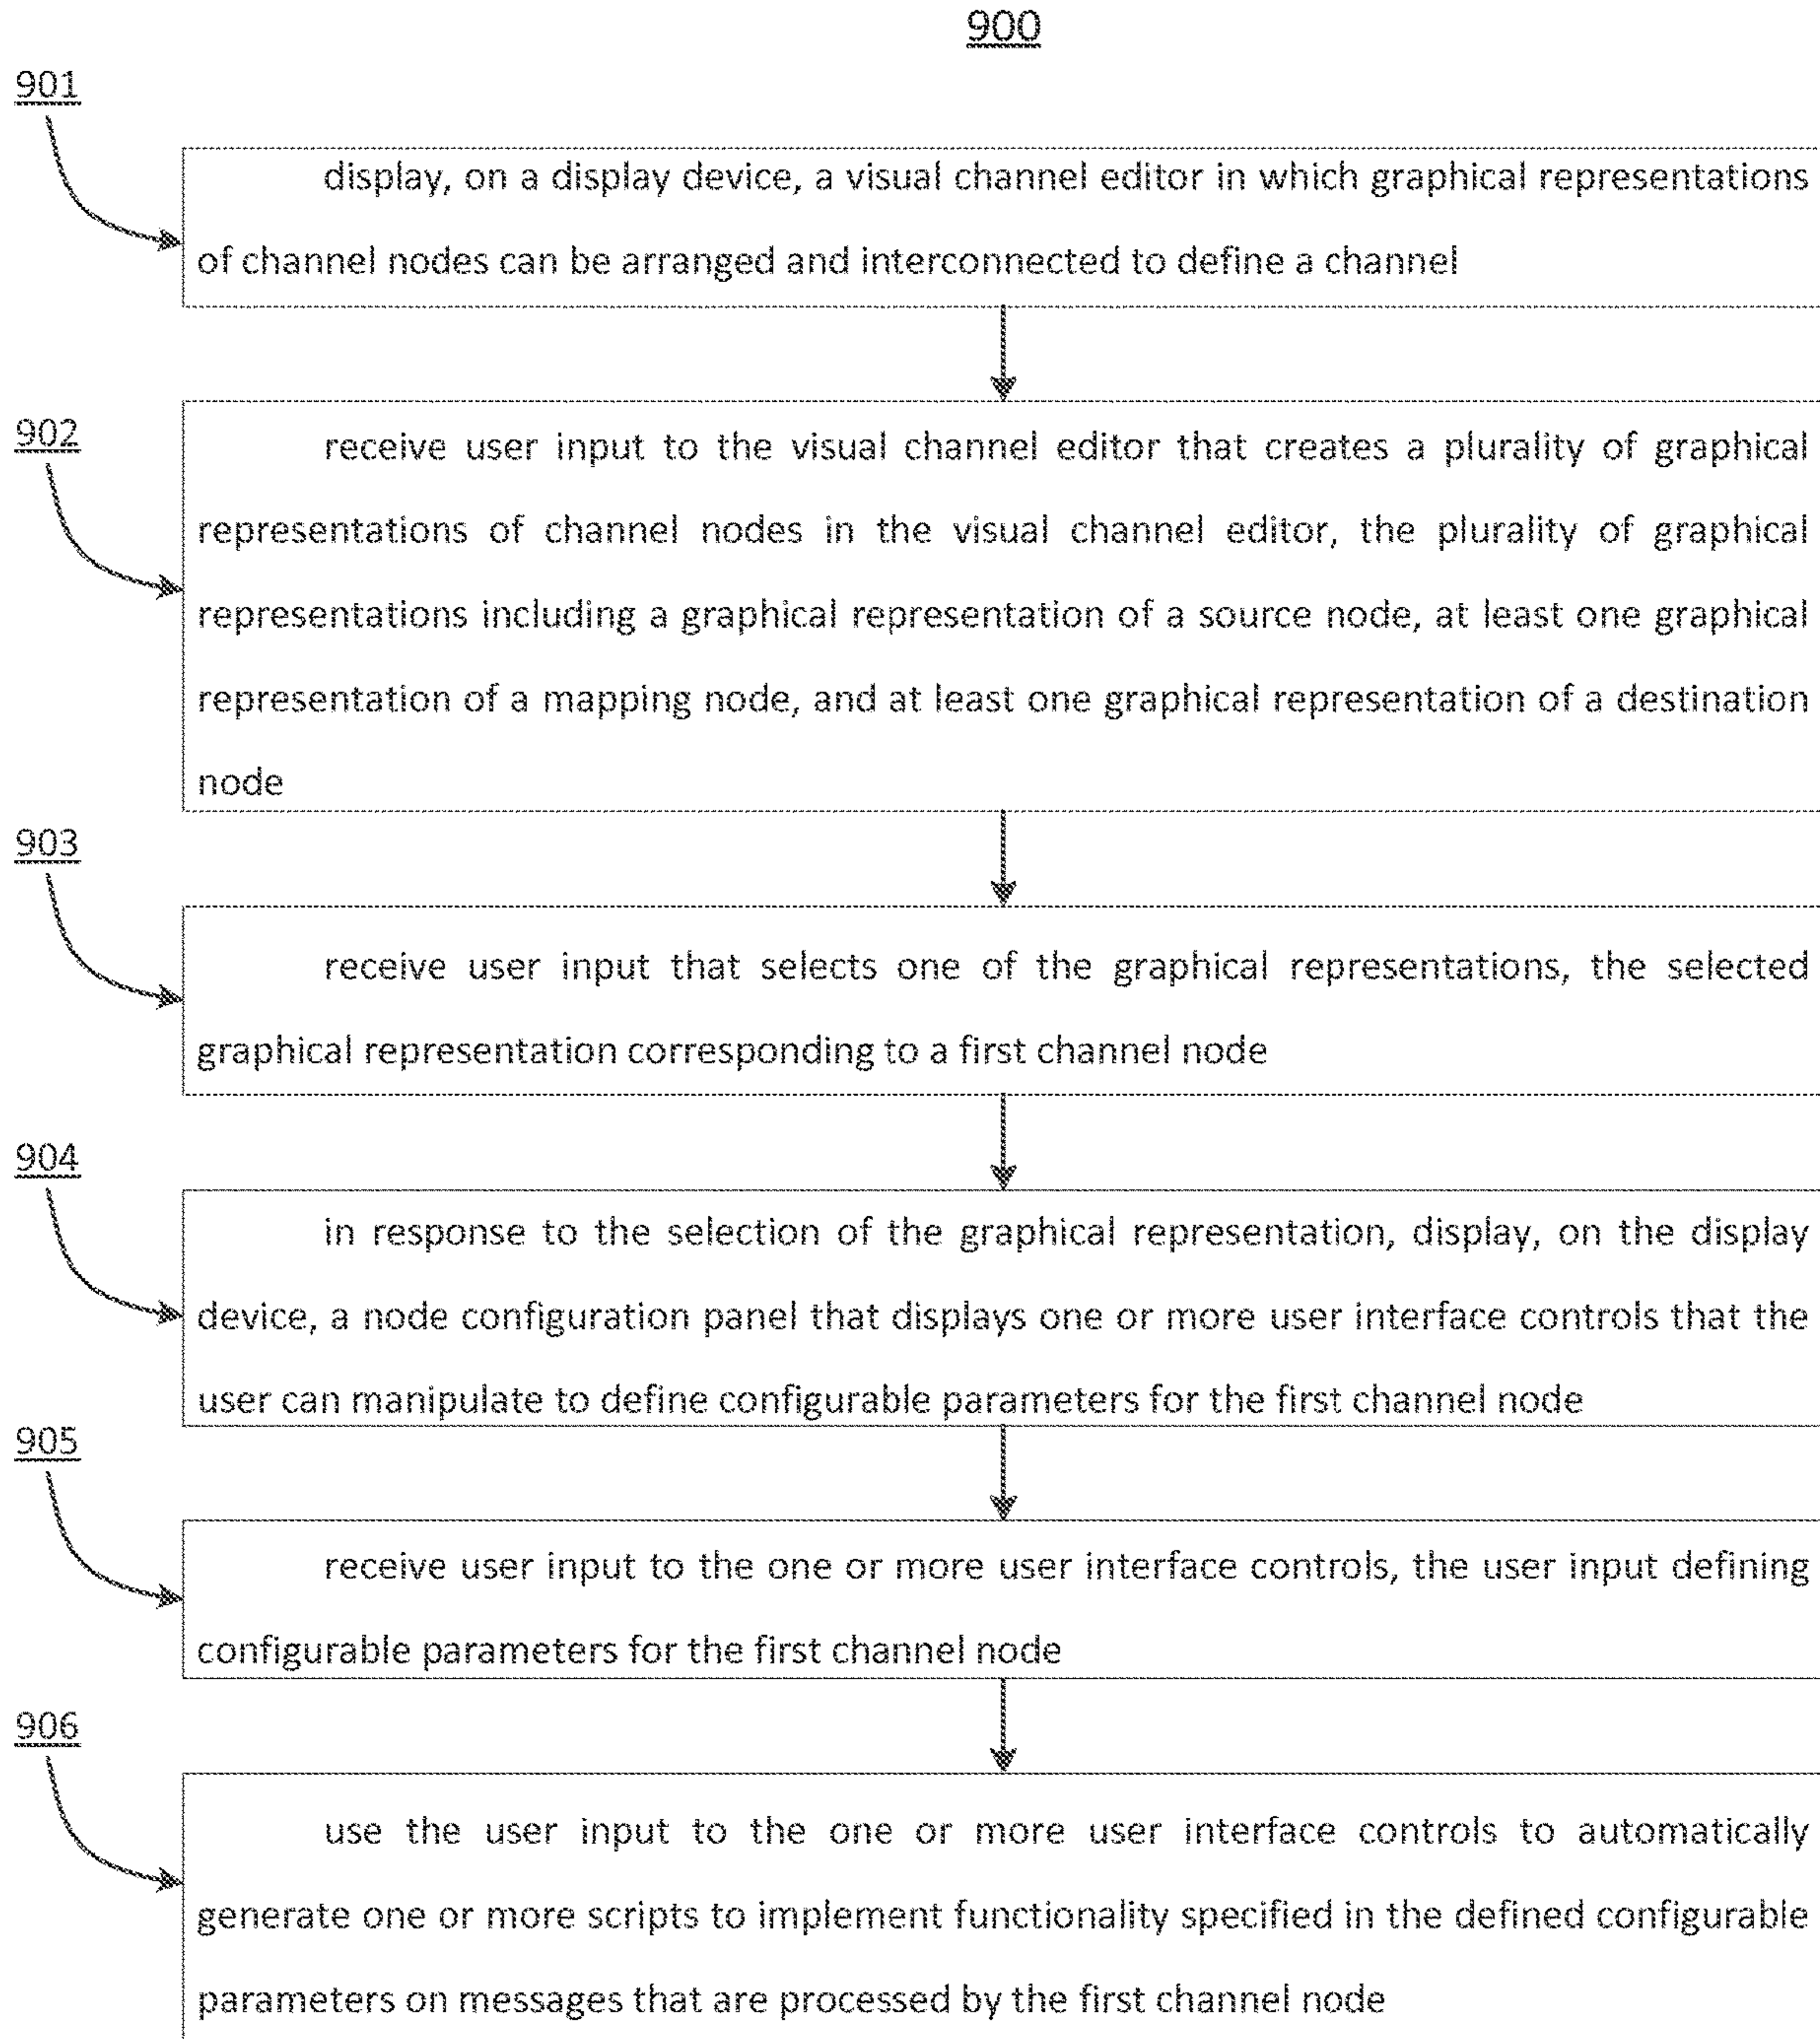 900
901
display, on a display device, a visual channel editor in which graphical representations
of channel nodes can be arranged and interconnected to define a channel
902
receive user input to the visual channel editor that creates a plurality of graphical
representations of channel nodes in the visual channel editor, the plurality of graphical
representations including a graphical representation of a source node, at least one graphical
representation of a mapping node, and at least one graphical representation of a destination
node
903
receive user input that selects one of the graphical representations, the selected
graphical representation corresponding to a first channel node
904
in response to the selection of the graphical representation, display, on the display
device, a node configuration panel that displays one or more user interface controls that the
user can manipulate to define configurable parameters for the first channel node
905
receive user input to the one or more user interface controls, the user input defining
configurable parameters for the first channel node
906
use the user input to the one or more user interface controls to automatically
generate one or more scripts to implement functionality specified in the defined configurable
parameters on messages that are processed by the first channel node